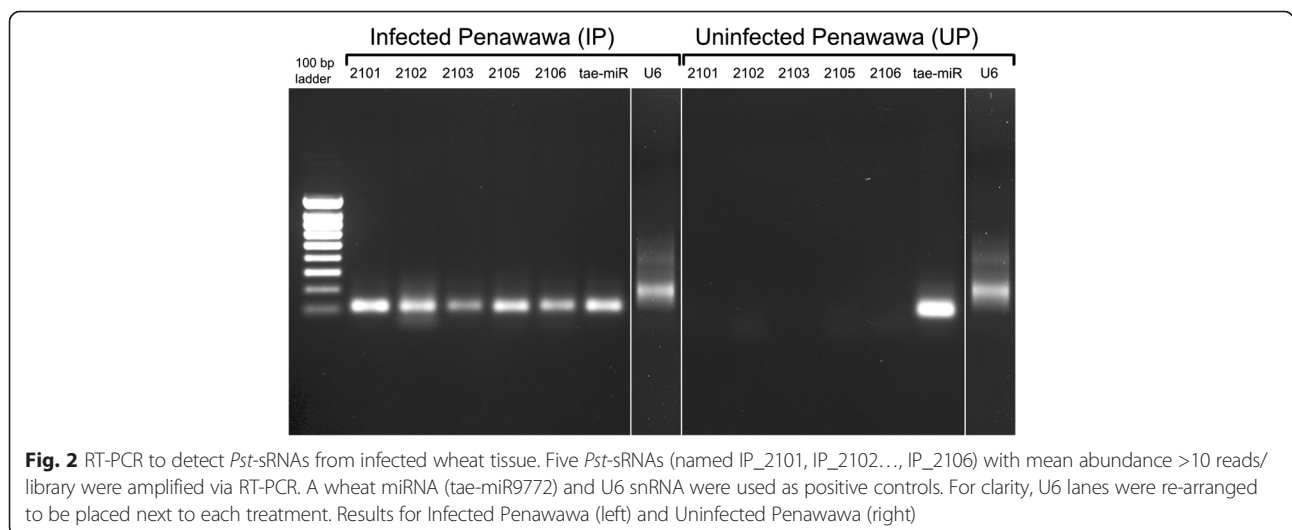 Infected Penawawa (IP) Uninfected Penawawa (UP)
100 bp ladder 2101 2102 2103 2105 2106 tae-miR U6 2101 2102 2103 2105 2106 tae-miR U6
Fig. 2 RT-PCR to detect Pst-sRNAs from infected wheat tissue. Five Pst-sRNAs (named IP_2101, IP_2102…, IP_2106) with mean abundance >10 reads/
library were amplified via RT-PCR. A wheat miRNA (tae-miR9772) and U6 snRNA were used as positive controls. For clarity, U6 lanes were re-arranged
to be placed next to each treatment. Results for Infected Penawawa (left) and Uninfected Penawawa (right)